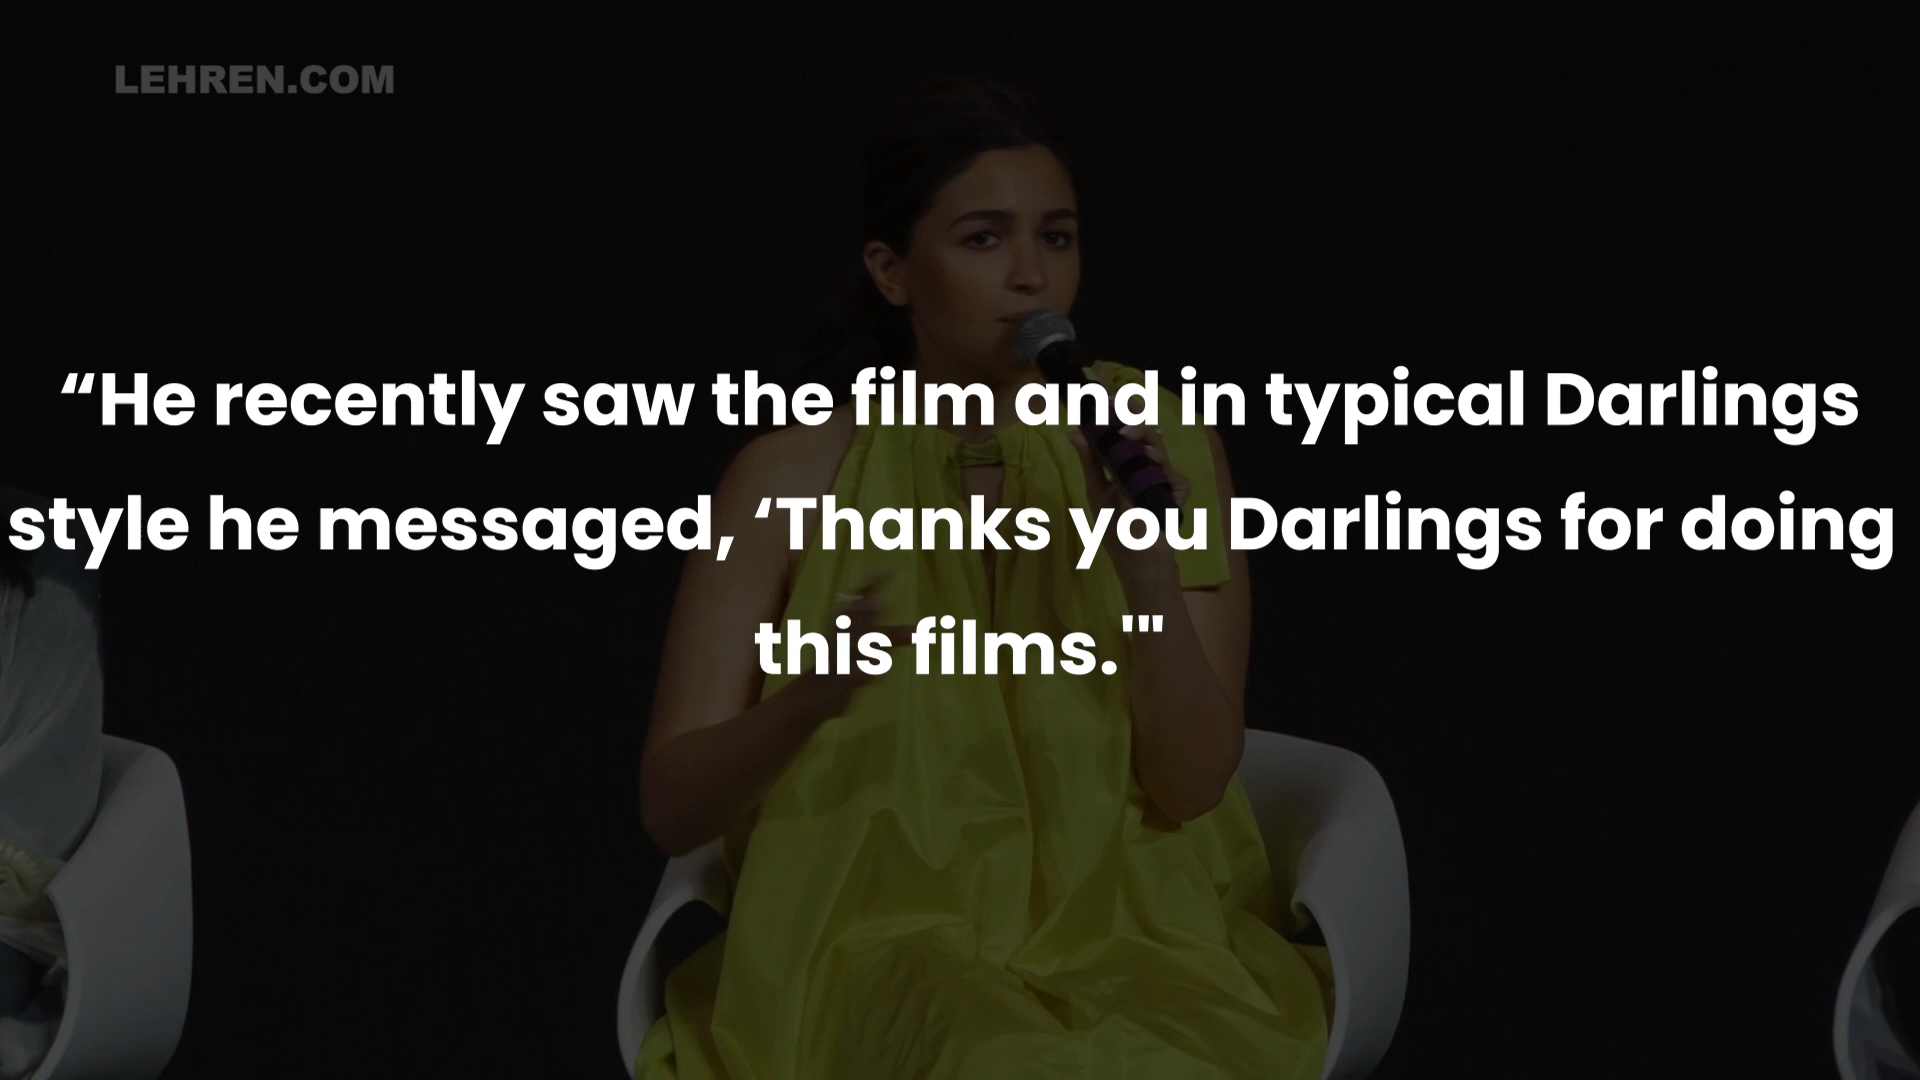 LEHREN.COM
“He recently saw the film and in typical Darlings
style he messaged, ‘Thanks you Darlings for doing
this films.'"